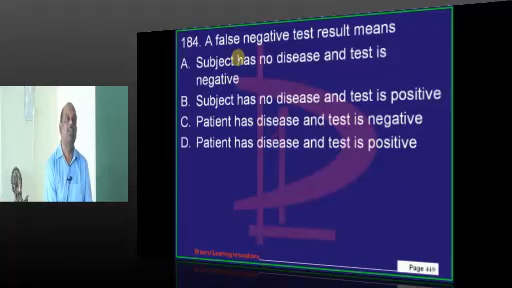 184. A false negative test result means
A. Subject has no disease and test is
negative
B. Subject has no disease and test is positive
C. Patient has disease and test is negative
D. Patient has disease and test is positive
Page 449